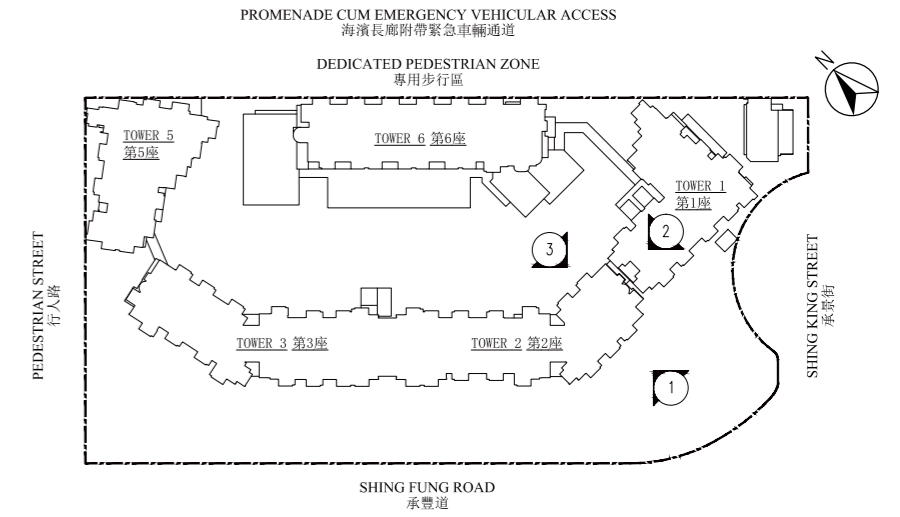 PROMENADE CUM EMERGENCY VEHICULAR ACCESS
海濱長廊附帶緊急車輛通道
DEDICATED PEDESTRIAN ZONE
專用步行區
N
TOWER 5
第5座
TOWER 6 第6座
TOWER 1
第1座
2
3
PEDESTRIAN STREET
行人路
SHING KING STREET
承景街
TOWER 3 第3座
TOWER 2 第2座
1
SHING FUNG ROAD
承豐道